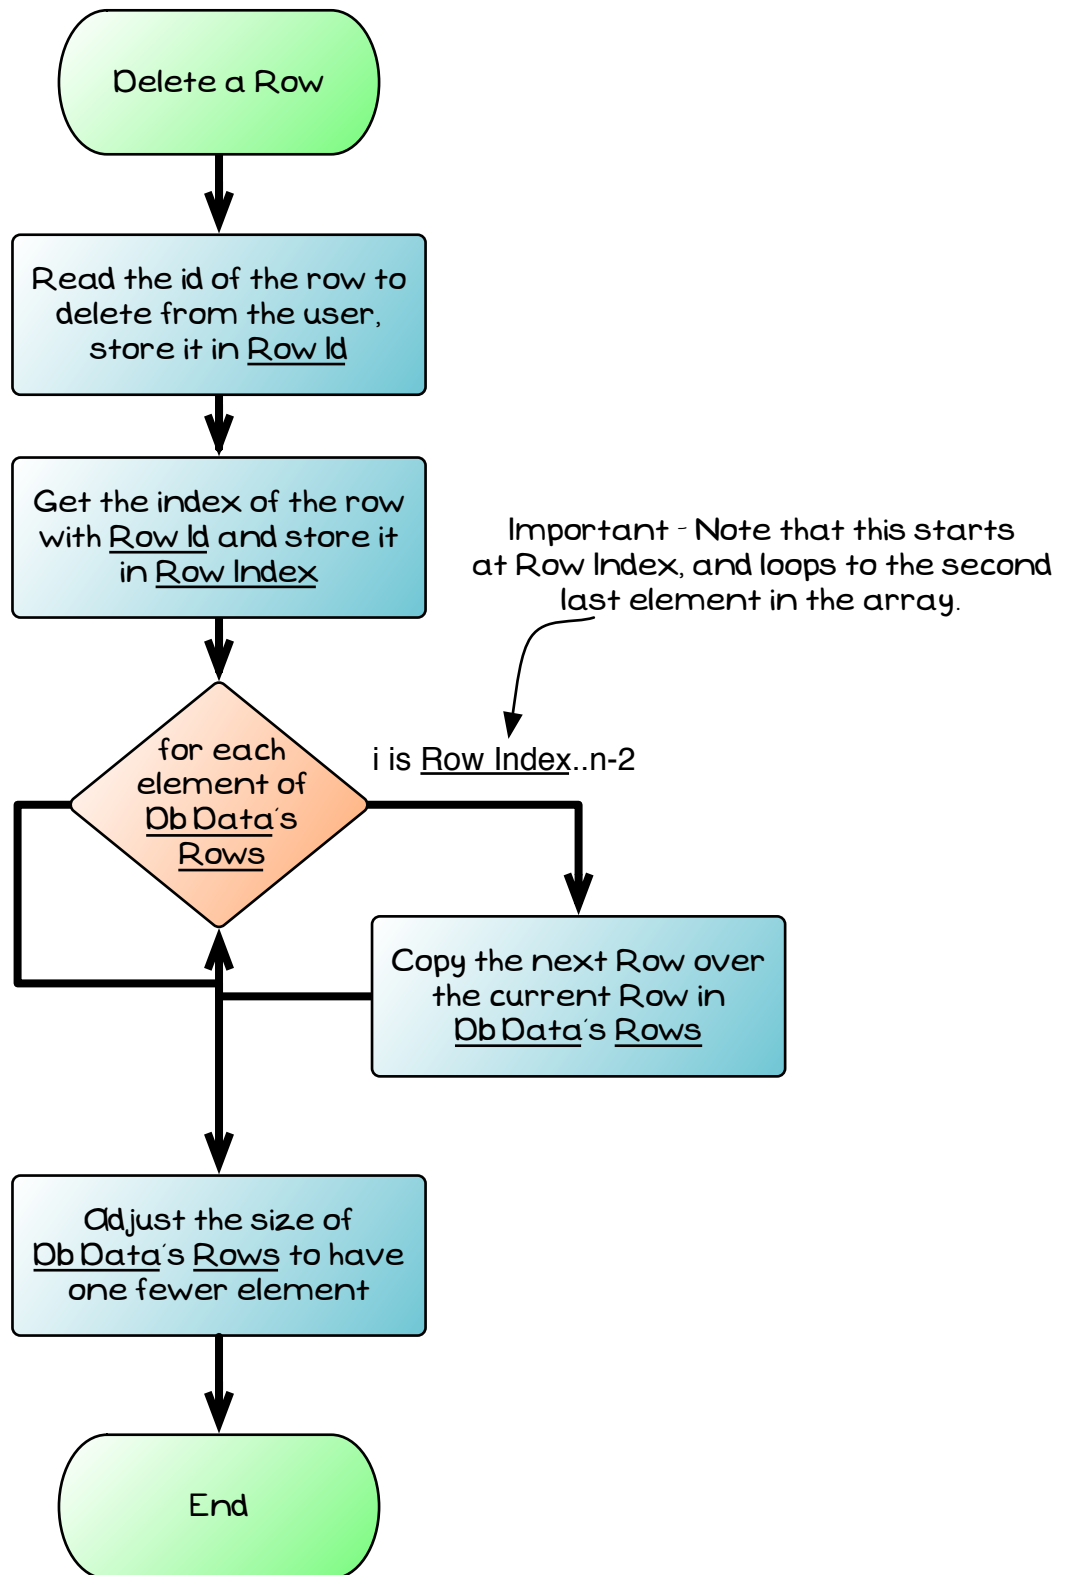 Delete a Row
Read the id of the row to
delete from the user,
store it in Row Id
Get the index of the row
with Row Id and store it
in Row Index
Important - Note that this starts
at Row Index, and loops to the second
last element in the array.
for each
element of
Db Data's
Rows
i is Row Index..n-2
Copy the next Row over
the current Row in
Db Data's Rows
Adjust the size of
Db Data's Rows to have
one fewer element
End